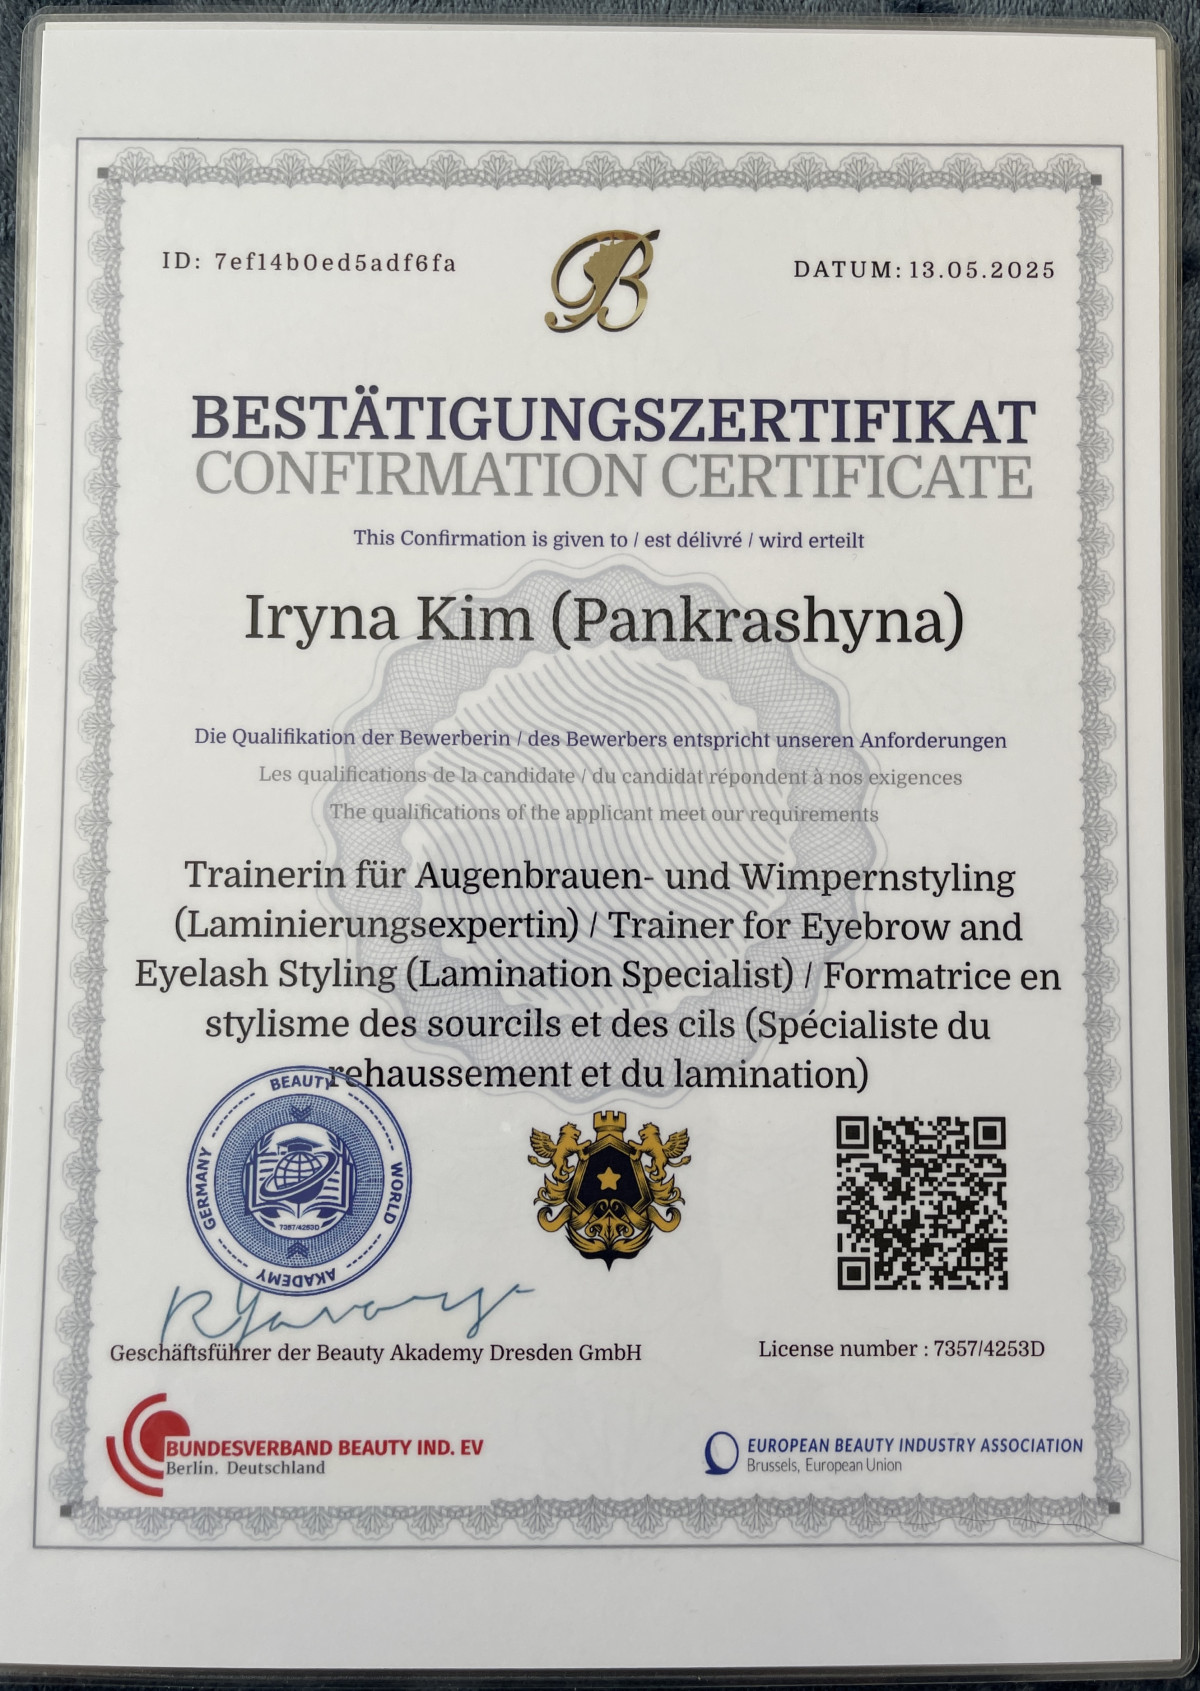 ID: 7ef14b0ed5adf6fa
DATUM: 13.05.2025
B
BESTÄTIGUNGSZERTIFIKAT
CONFIRMATION CERTIFICATE
This Confirmation is given to / est délivré / wird erteilt
Iryna Kim (Pankrashyna)
Die Qualifikation der Bewerberin / des Bewerbers entspricht unseren Anforderungen
Les qualifications de la candidate / du candidat répondent à nos exigences
The qualifications of the applicant meet our requirements
Trainerin für Augenbrauen- und Wimpernstyling
(Laminierungsexpertin) / Trainer for Eyebrow and
Eyelash Styling (Lamination Specialist) / Formatrice en
stylisme des sourcils et des cils (Spécialiste du
rehaussement et du lamination)
BEAUTY WORLD AKADEMY GERMANY
7357/4253D
Geschäftsführer der Beauty Akademy Dresden GmbH
License number : 7357/4253D
BUNDESVERBAND BEAUTY IND. EV
Berlin. Deutschland
EUROPEAN BEAUTY INDUSTRY ASSOCIATION
Brussels, European Union